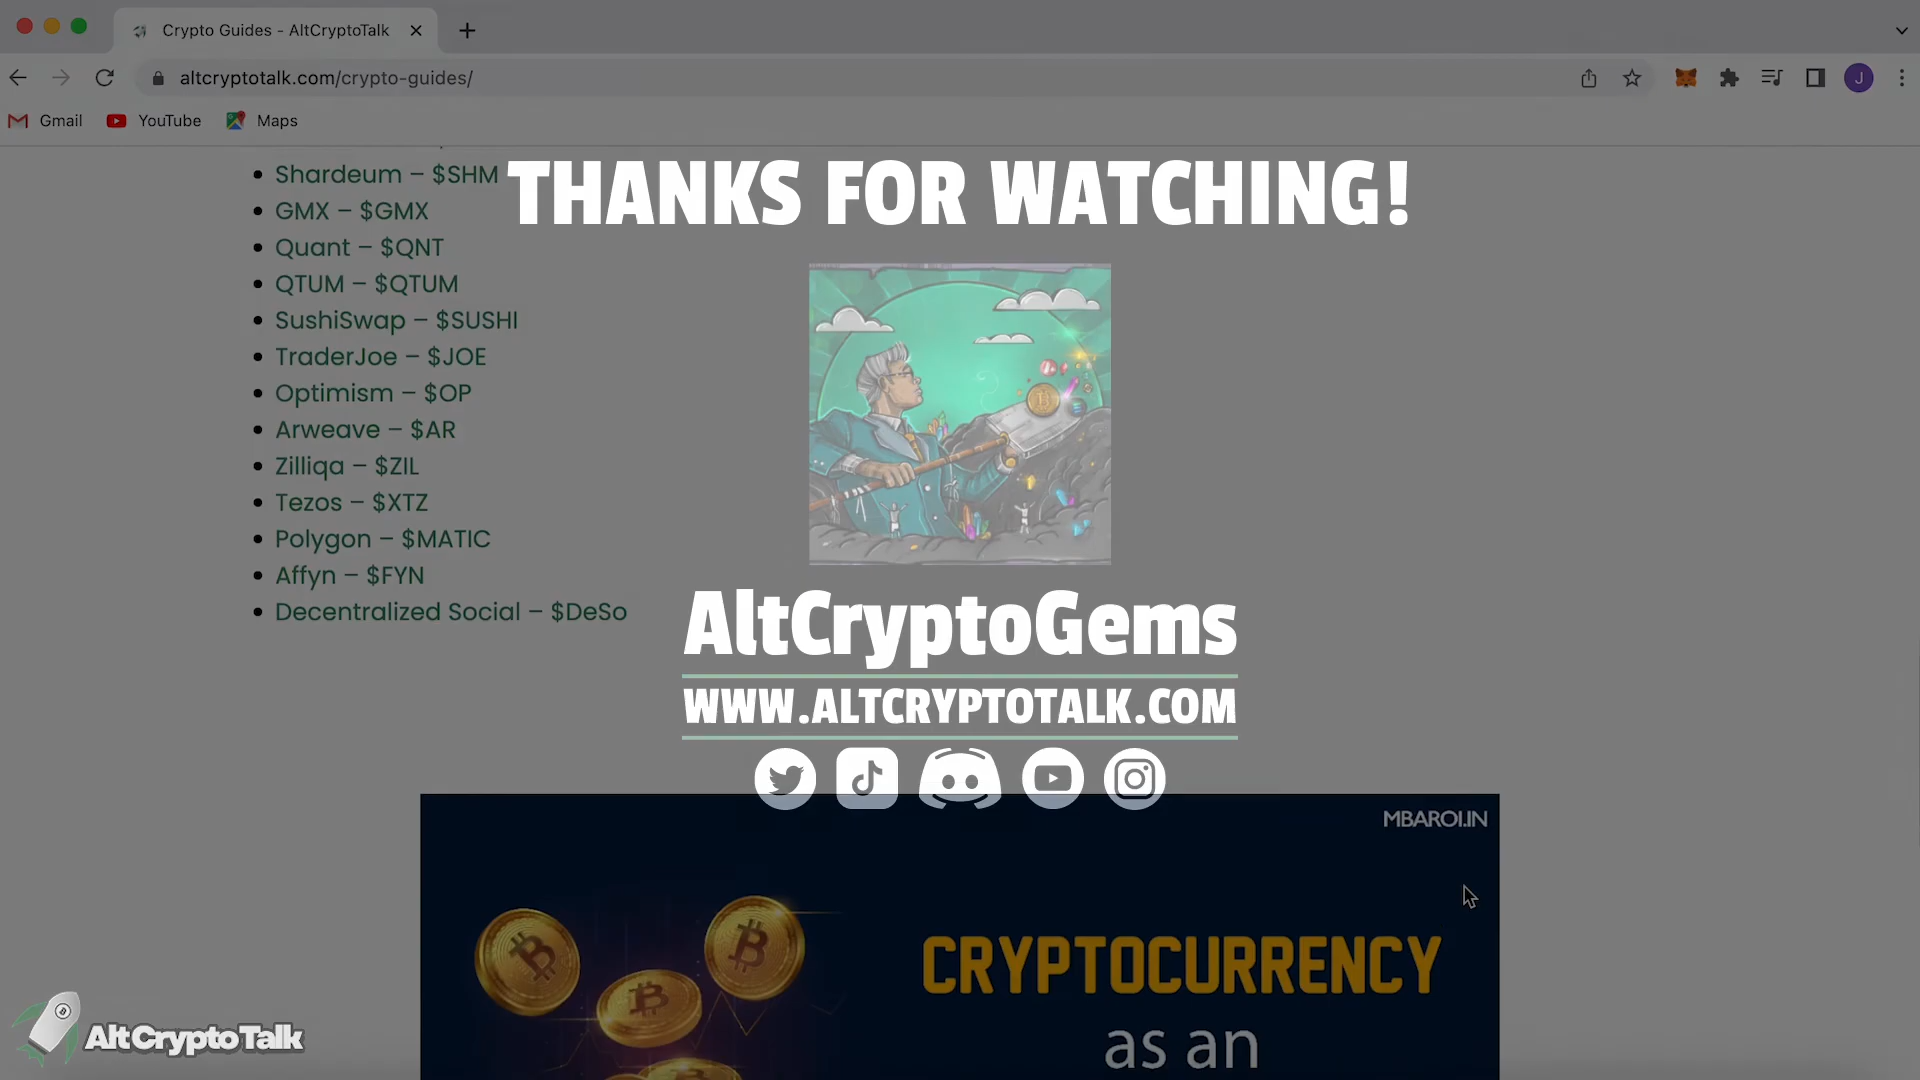 Crypto Guides - AltCryptoTalk
altcryptotalk.com/crypto-guides/
J
Gmail
YouTube
Maps
THANKS FOR WATCHING!
Shardeum – $SHM
GMX – $GMX
Quant – $QNT
QTUM – $QTUM
SushiSwap – $SUSHI
TraderJoe – $JOE
Optimism – $OP
Arweave – $AR
Zilliqa – $ZIL
Tezos – $XTZ
Polygon – $MATIC
Affyn – $FYN
Decentralized Social – $DeSo
AltCryptoGems
WWW.ALTCRYPTOTALK.COM
MBAROI.IN
CRYPTOCURRENCY
as an
AltCryptoTalk